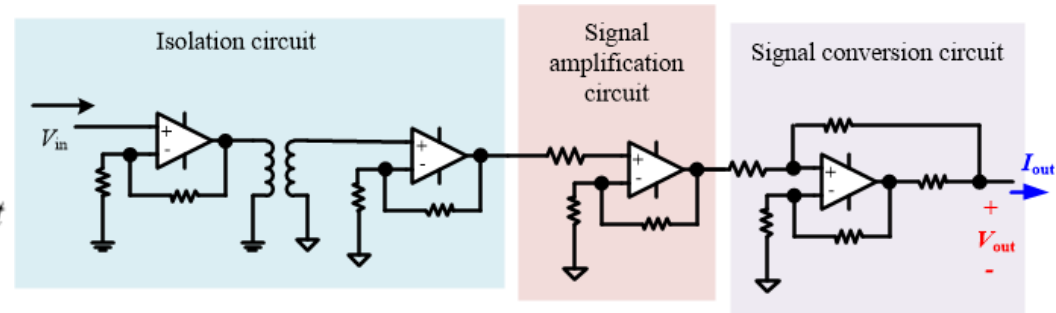 Isolation circuit
Signal
amplification
circuit
Signal conversion circuit
Vin
+
-
+
-
+
-
+
-
Iout
+
Vout
-